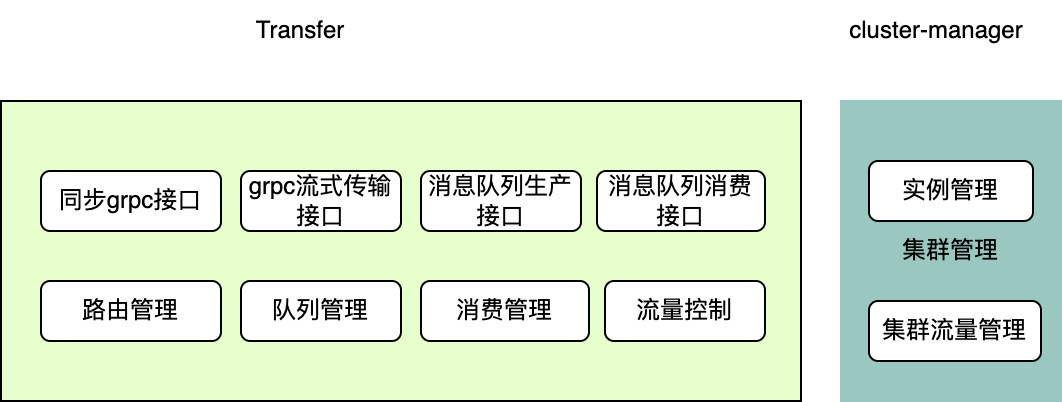 Transfer
cluster-manager
同步grpc接口
grpc流式传输
接口
消息队列生产
接口
消息队列消费
接口
路由管理
队列管理
消费管理
流量控制
实例管理
集群管理
集群流量管理